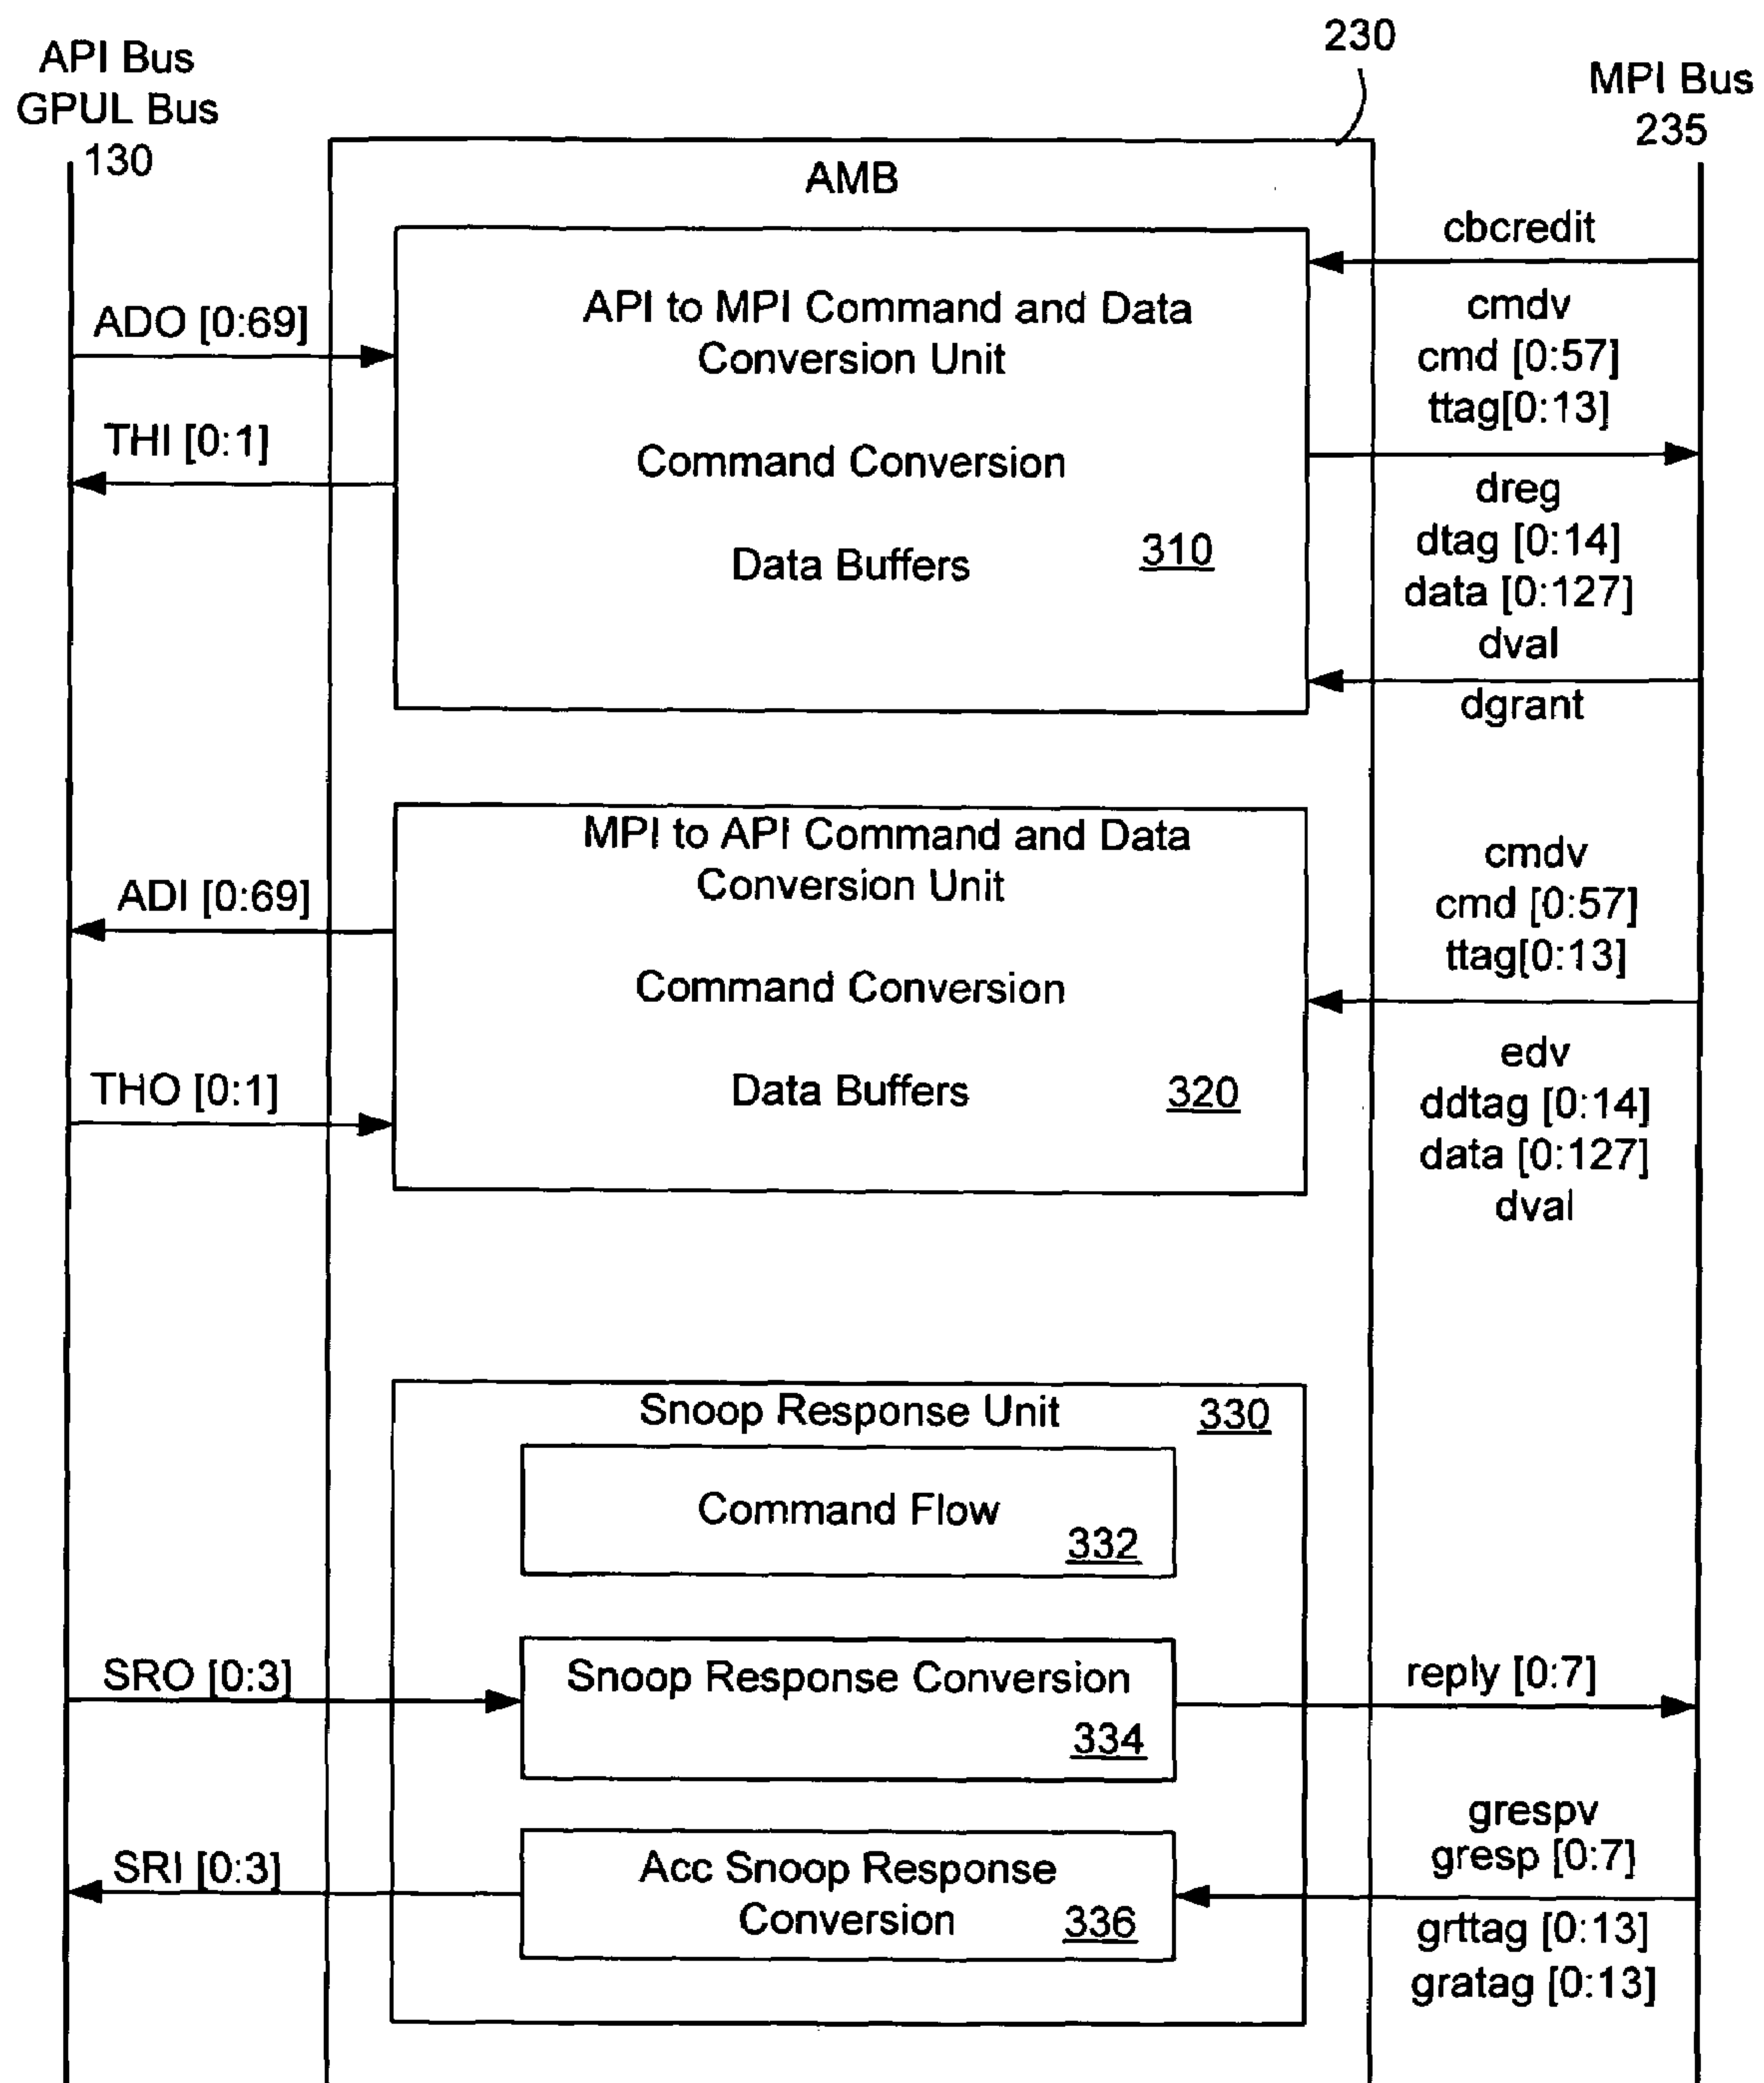 230
API Bus
GPUL Bus
130
MPI Bus
235
AMB
cbcredit
ADO [0:69]
API to MPI Command and Data
Conversion Unit
cmdv
cmd [0:57]
ttag[0:13]
THI [0:1]
Command Conversion
Data Buffers
310
dreg
dtag [0:14]
data [0:127]
dval
dgrant
MPI to API Command and Data
Conversion Unit
cmdv
cmd [0:57]
ttag[0:13]
ADI [0:69]
Command Conversion
THO [0:1]
Data Buffers
320
edv
ddtag [0:14]
data [0:127]
dval
Snoop Response Unit
330
Command Flow
332
SRO [0:3]
Snoop Response Conversion
334
reply [0:7]
SRI [0:3]
Acc Snoop Response
Conversion
336
grespv
gresp [0:7]
grttag [0:13]
gratag [0:13]